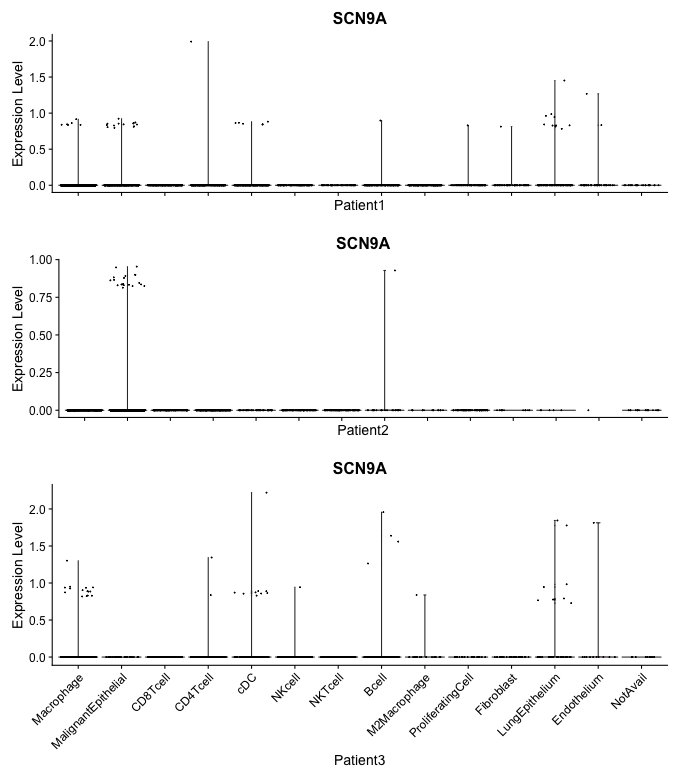 SCN9A
Expression Level
2.0
1.5
1.0
0.5
0.0
Patient1
SCN9A
Expression Level
1.00
0.75
0.50
0.25
0.00
Patient2
SCN9A
Expression Level
2.0
1.5
1.0
0.5
0.0
Macrophage
MalignantEpithelial
CD8Tcell
CD4Tcell
cDC
NKcell
NKTcell
Bcell
M2Macrophage
ProliferatingCell
Fibroblast
LungEpithelium
Endothelium
NotAvail
Patient3